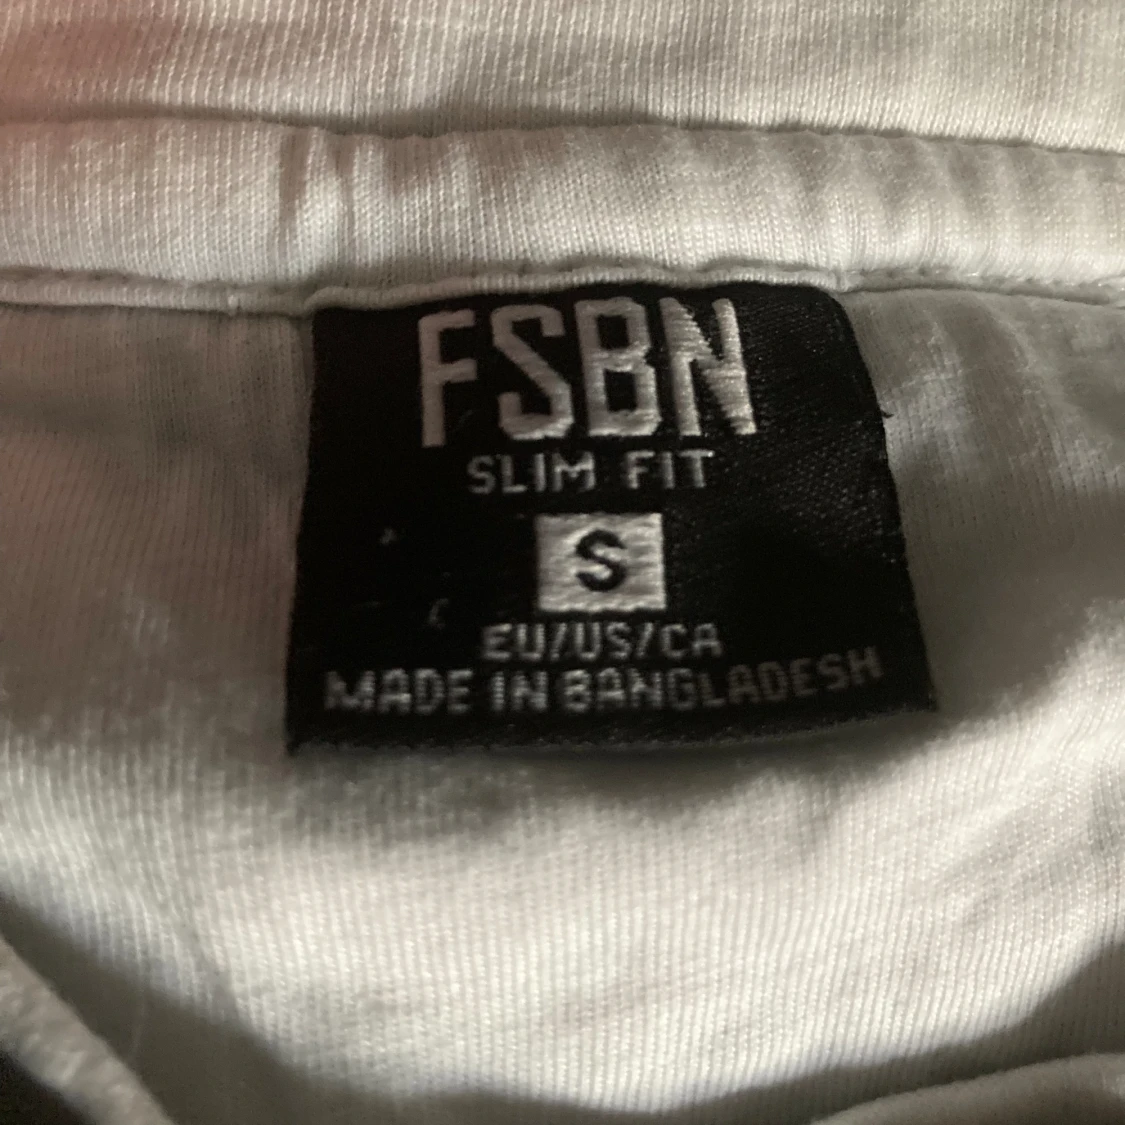 FSBN
SLIM FIT
S
EU/US/CA
MADE IN BANGLADESH